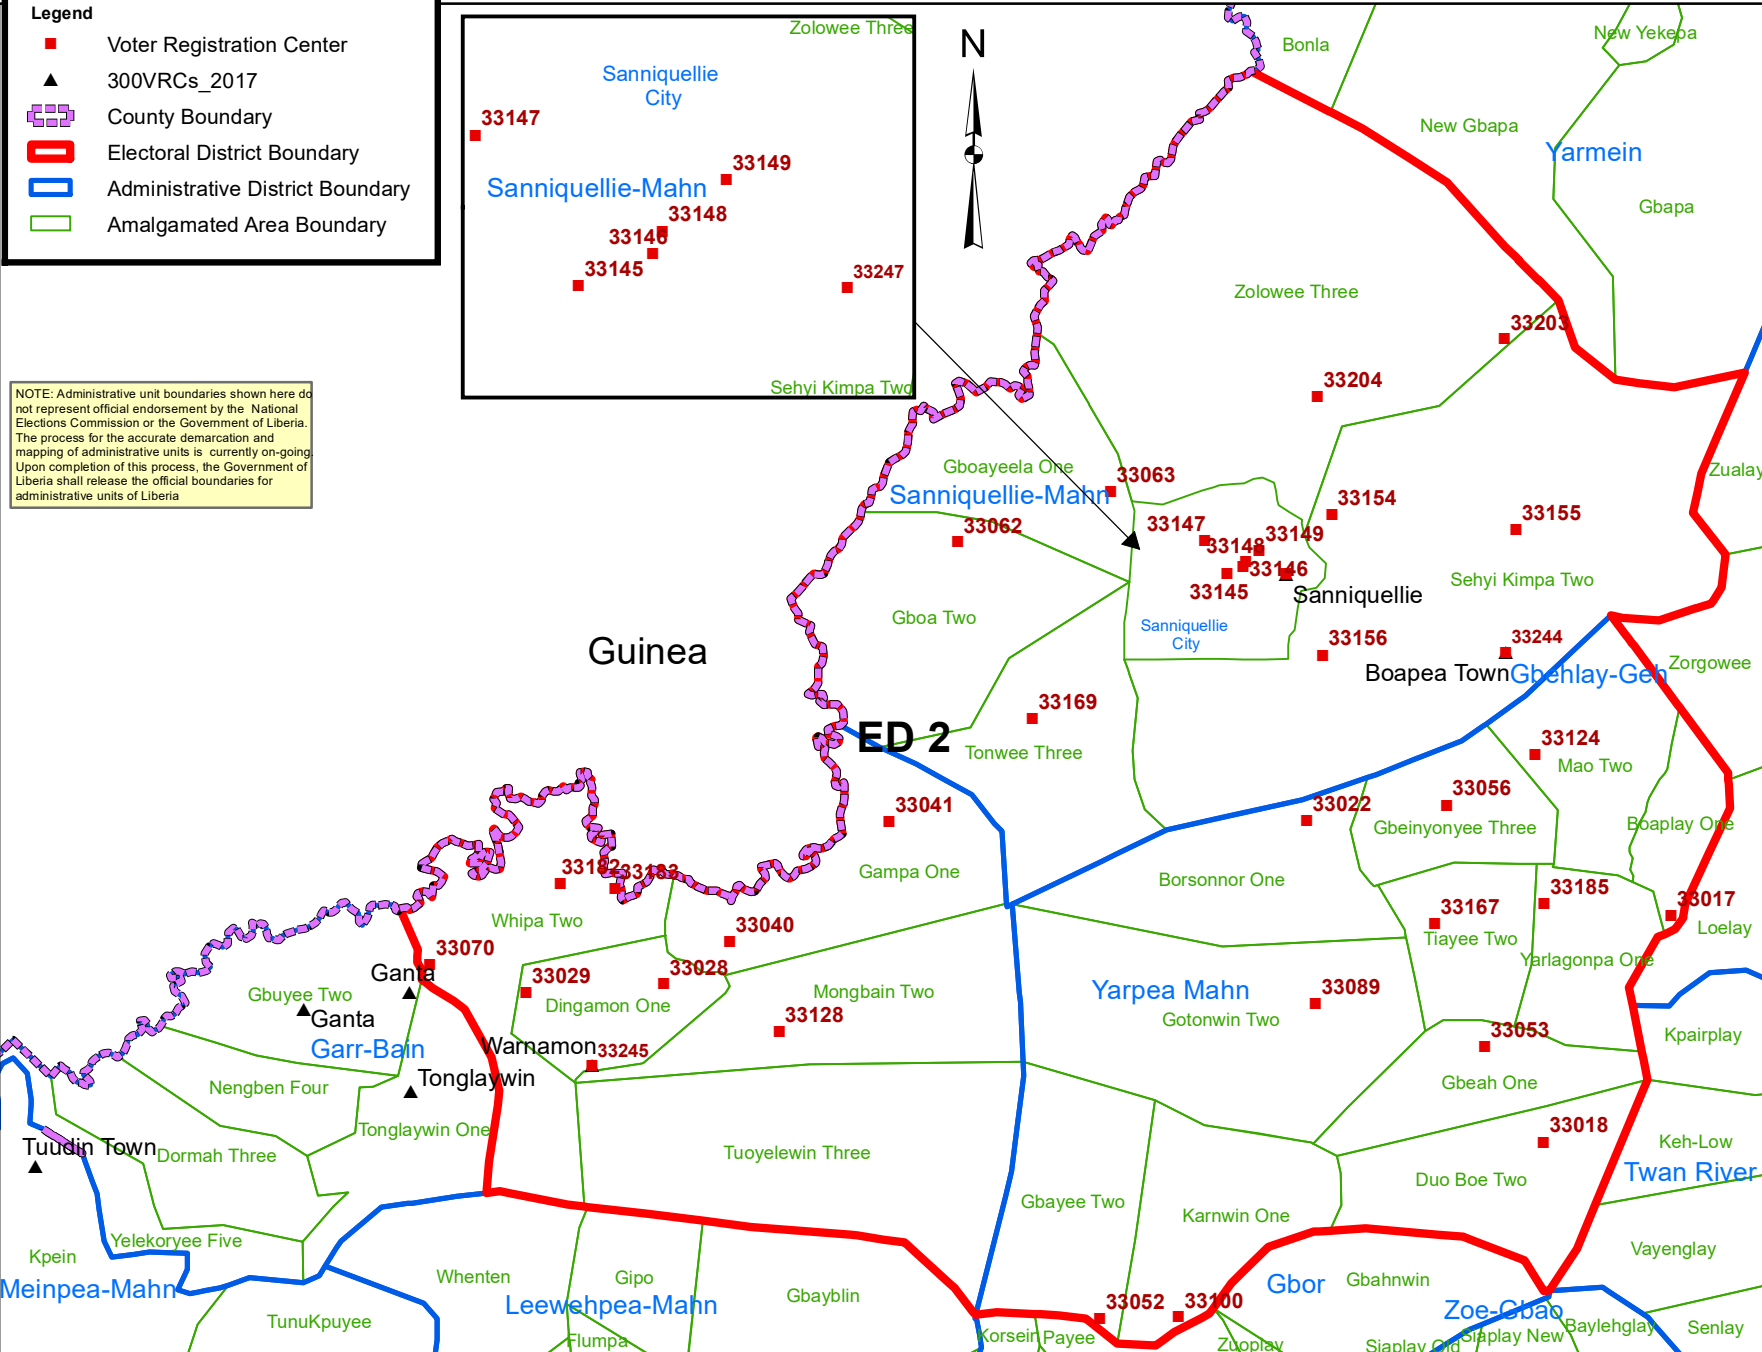 Legend
Voter Registration Center
300VRCs_2017
County Boundary
Electoral District Boundary
Administrative District Boundary
Amalgamated Area Boundary
Zolowee Three
Sanniquellie
City
33147
33149
Sanniquellie-Mahn
33148
33146
33145
33247
Sehyi Kimpa Two
N
NOTE: Administrative unit boundaries shown here do
not represent official endorsement by the National
Elections Commission or the Government of Liberia.
The process for the accurate demarcation and
mapping of administrative units is currently on-going.
Upon completion of this process, the Government of
Liberia shall release the official boundaries for
administrative units of Liberia
Bonla
New Yekepa
New Gbapa
Yarmein
Gbapa
Zolowee Three
33203
33204
Gboayeela One
33063
Sanniquellie-Mahn
Zualay
33154
33155
33062
33147
33149
33148
33146
33145
Sehyi Kimpa Two
Sanniquellie
Gboa Two
Sanniquellie
City
33156
33244
Guinea
Boapea Town
Gbehlay-Geh
Zorgowee
33169
ED 2
Tonwee Three
33124
Mao Two
33056
33022
33041
Gbeinyonyee Three
Boaplay One
33182
33183
Gampa One
Borsonnor One
33185
33017
33167
Whipa Two
33040
Tiayee Two
Loelay
33070
Yarlagonpa One
Ganta
33029
33028
Gbuyee Two
Dingamon One
Mongbain Two
Yarpea Mahn
33089
Ganta
33128
Gotonwin Two
33053
Kpairplay
Garr-Bain
Warnamon
33245
Tonglaywin
Nengben Four
Gbeah One
Tonglaywin One
33018
Tuudin Town
Dormah Three
Tuoyelewin Three
Keh-Low
Twan River
Duo Boe Two
Gbayee Two
Karnwin One
Yelekoryee Five
Kpein
Vayenglay
Meinpea-Mahn
Whenten
Gipo
Gbayblin
Gbor
Gbahnwin
Leewehpea-Mahn
33052
33100
Zoe-Gbao
TunuKpuyee
Flumpa
Korsein
Payee
Zuoplay
Siaplay Old
Siaplay New
Baylehglay
Senlay